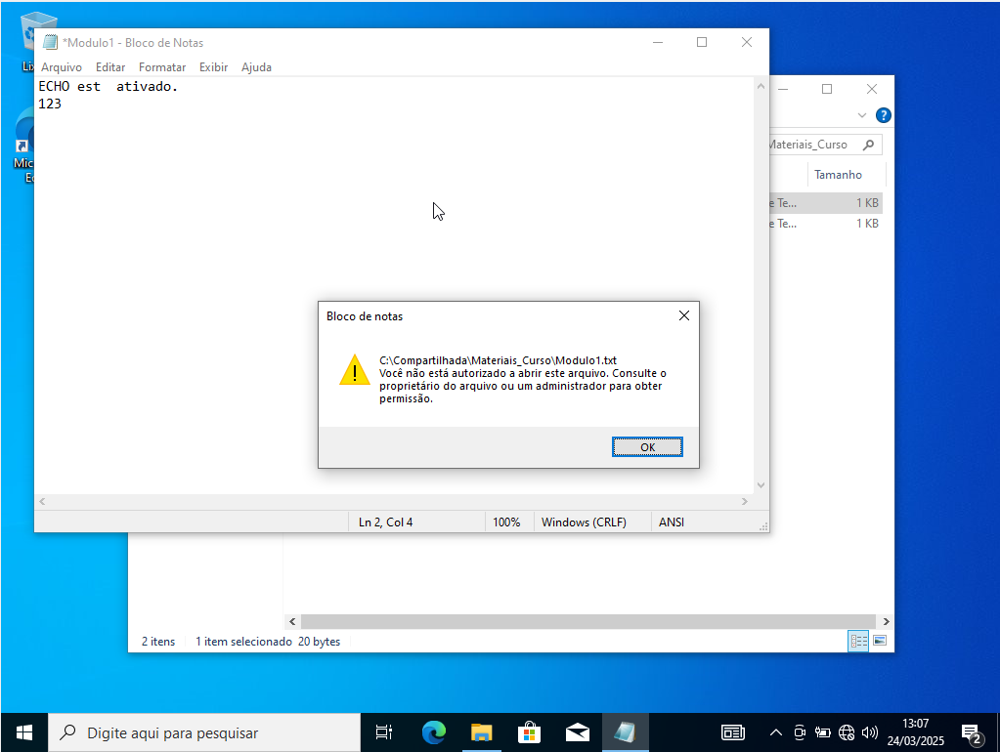 *Modulo1 - Bloco de Notas
Arquivo Editar Formatar Exibir Ajuda
ECHO est  ativado.
123
Materiais_Curso
Tamanho
e Te... 1 KB
e Te... 1 KB
Bloco de notas
C:\Compartilhada\Materiais_Curso\Modulo1.txt
Você não está autorizado a abrir este arquivo. Consulte o
proprietário do arquivo ou um administrador para obter
permissão.
OK
Ln 2, Col 4 100% Windows (CRLF) ANSI
2 itens 1 item selecionado 20 bytes
Digite aqui para pesquisar
13:07
24/03/2025
2